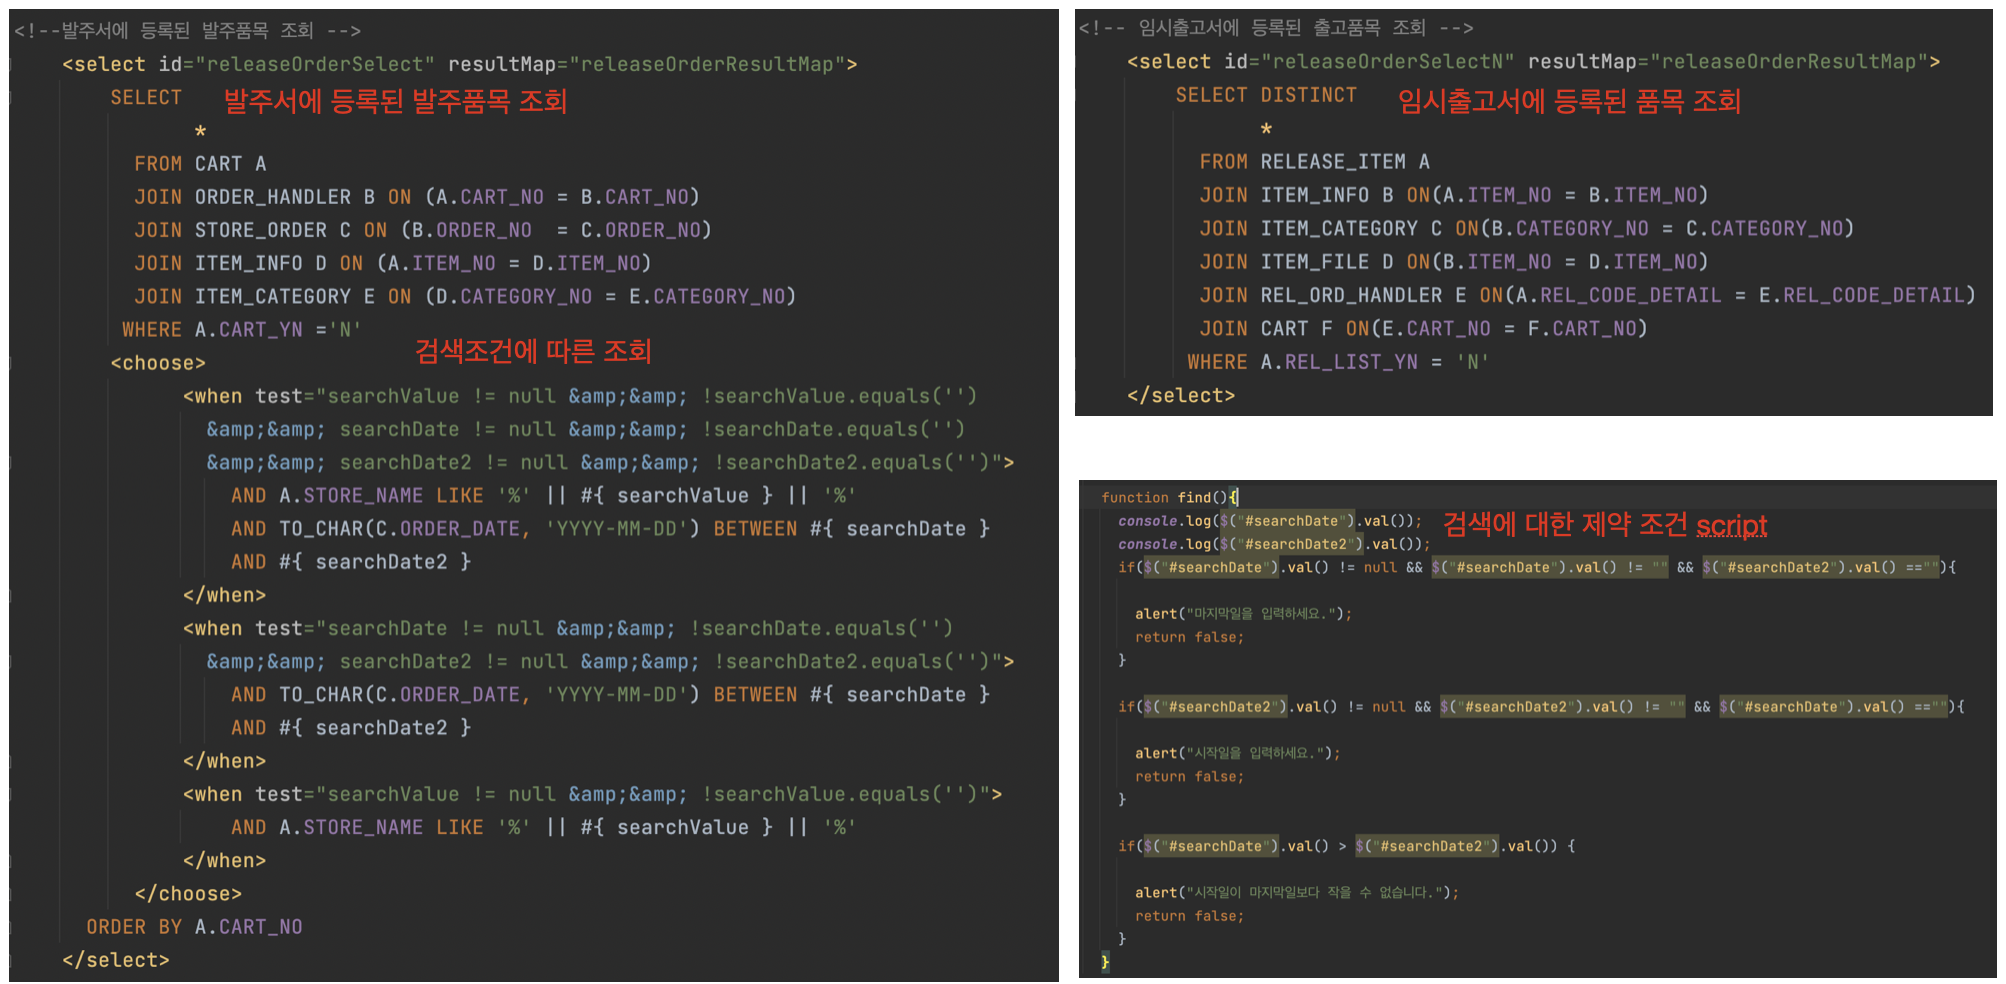 <!--발주서에 등록된 발주품목 조회 -->
<select id="releaseOrderSelect" resultMap="releaseOrderResultMap">
SELECT
발주서에 등록된 발주품목 조회
*
FROM CART A
JOIN ORDER_HANDLER B ON (A.CART_NO = B.CART_NO)
JOIN STORE_ORDER C ON (B.ORDER_NO  = C.ORDER_NO)
JOIN ITEM_INFO D ON (A.ITEM_NO = D.ITEM_NO)
JOIN ITEM_CATEGORY E ON (D.CATEGORY_NO = E.CATEGORY_NO)
WHERE A.CART_YN ='N'
검색조건에 따른 조회
<choose>
<when test="searchValue != null &amp;&amp; !searchValue.equals('')
&amp;&amp; searchDate != null &amp;&amp; !searchDate.equals('')
&amp;&amp; searchDate2 != null &amp;&amp; !searchDate2.equals('')">
AND A.STORE_NAME LIKE '%' || #{ searchValue } || '%'
AND TO_CHAR(C.ORDER_DATE, 'YYYY-MM-DD') BETWEEN #{ searchDate }
AND #{ searchDate2 }
</when>
<when test="searchDate != null &amp;&amp; !searchDate.equals('')
&amp;&amp; searchDate2 != null &amp;&amp; !searchDate2.equals('')">
AND TO_CHAR(C.ORDER_DATE, 'YYYY-MM-DD') BETWEEN #{ searchDate }
AND #{ searchDate2 }
</when>
<when test="searchValue != null &amp;&amp; !searchValue.equals('')">
AND A.STORE_NAME LIKE '%' || #{ searchValue } || '%'
</when>
</choose>
ORDER BY A.CART_NO
</select>
<!-- 임시출고서에 등록된 출고품목 조회 -->
<select id="releaseOrderSelectN" resultMap="releaseOrderResultMap">
SELECT DISTINCT
임시출고서에 등록된 품목 조회
*
FROM RELEASE_ITEM A
JOIN ITEM_INFO B ON(A.ITEM_NO = B.ITEM_NO)
JOIN ITEM_CATEGORY C ON(B.CATEGORY_NO = C.CATEGORY_NO)
JOIN ITEM_FILE D ON(B.ITEM_NO = D.ITEM_NO)
JOIN REL_ORD_HANDLER E ON(A.REL_CODE_DETAIL = E.REL_CODE_DETAIL)
JOIN CART F ON(E.CART_NO = F.CART_NO)
WHERE A.REL_LIST_YN = 'N'
</select>
function find(){
console.log($("#searchDate").val());
검색에 대한 제약 조건 script
console.log($("#searchDate2").val());
if($("#searchDate").val() != null && $("#searchDate").val() != "" && $("#searchDate2").val() ==""){
alert("마지막일을 입력하세요.");
return false;
}
if($("#searchDate2").val() != null && $("#searchDate2").val() != "" && $("#searchDate").val() ==""){
alert("시작일을 입력하세요.");
return false;
}
if($("#searchDate").val() > $("#searchDate2").val()) {
alert("시작일이 마지막일보다 작을 수 없습니다.");
return false;
}
}